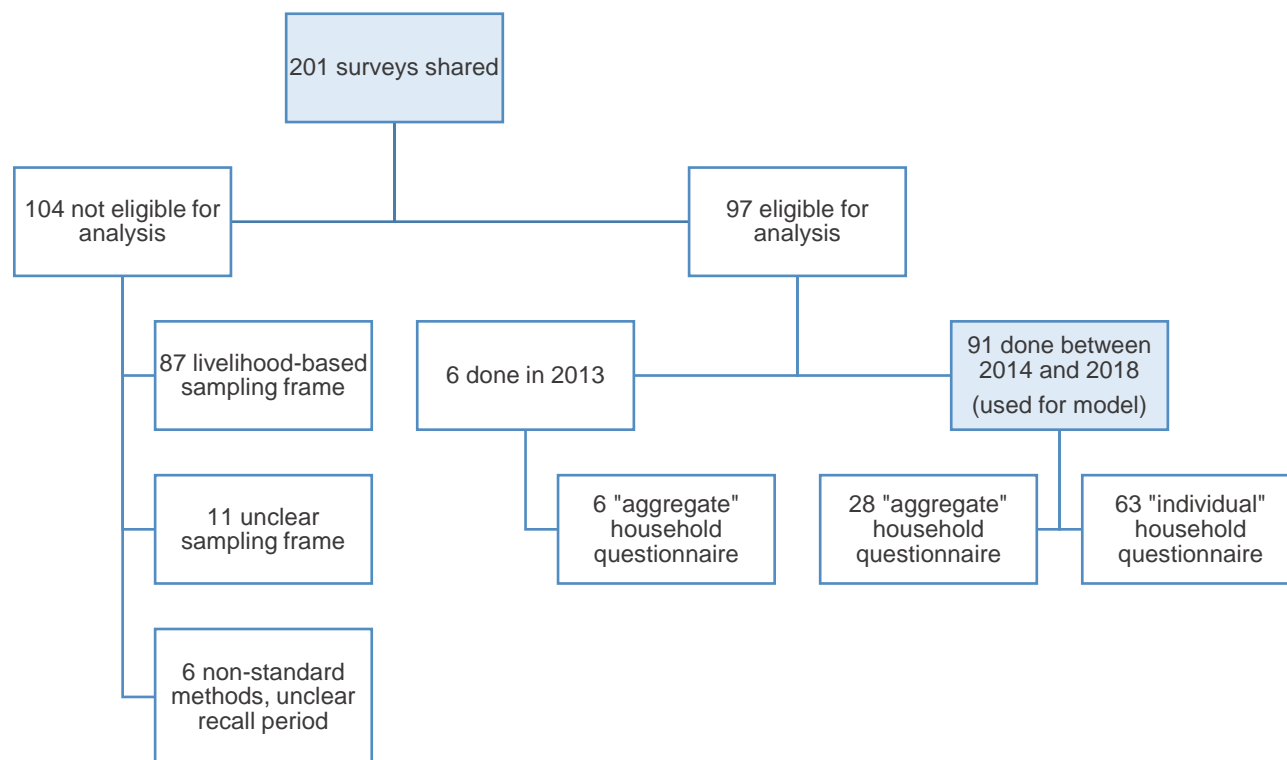 201 surveys shared
104 not eligible for
analysis
97 eligible for
analysis
87 livelihood-based
sampling frame
6 done in 2013
91 done between
2014 and 2018
(used for model)
11 unclear
sampling frame
6 "aggregate"
household
questionnaire
28 "aggregate"
household
questionnaire
63 "individual"
household
questionnaire
6 non-standard
methods, unclear
recall period